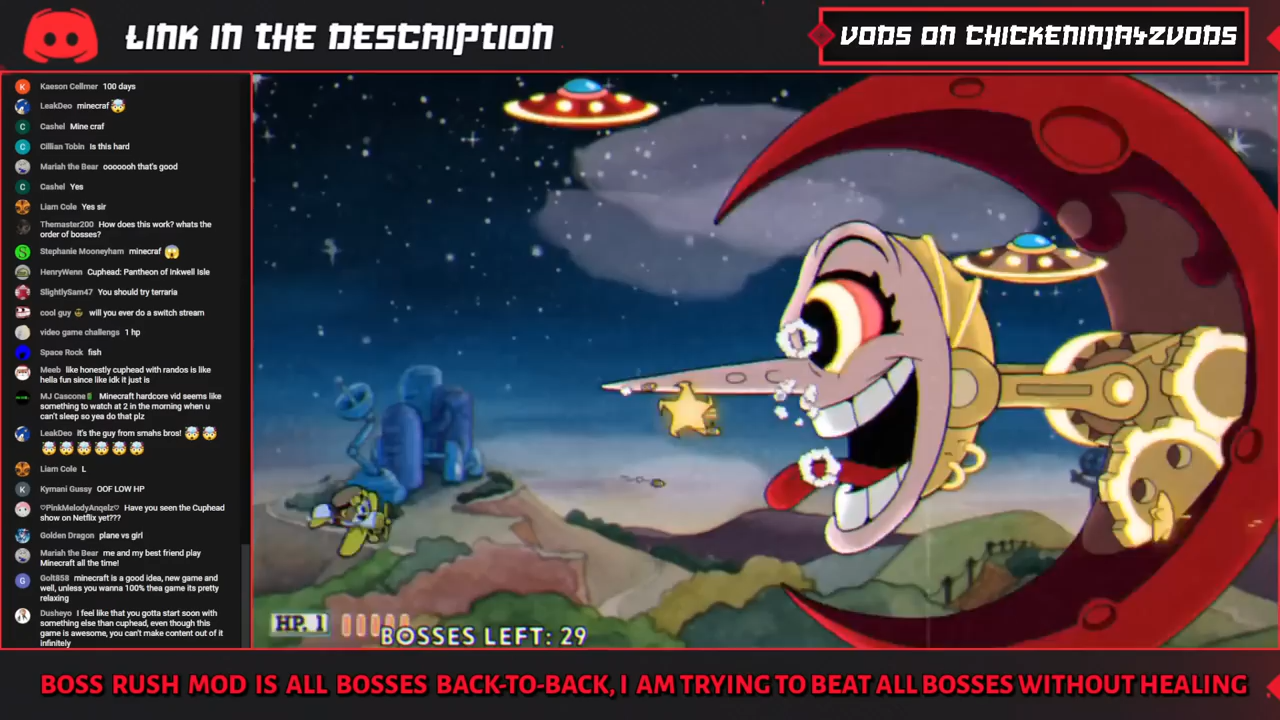 LINK IN THE DESCRIPTION
VODS ON CHICKENINJA42VODS
Kaeson Cellmer 100 days
LeakDeo minecraf 🤯
Cashel Mine craf
Cillian Tobin Is this hard
Mariah the Bear ooooooh that's good
Cashel Yes
Liam Cole Yes sir
Themaster200 How does this work? whats the
order of bosses?
Stephanie Mooneyham minecraf 😱
HenryWenn Cuphead: Pantheon of Inkwell Isle
SlightlySam47 You should try terraria
cool guy 😎 will you ever do a switch stream
video game challengs 1 hp
Space Rock fish
Meeb like honestly cuphead with randos is like
hella fun since like idk it just is
MJ Cascone Minecraft hardcore vid seems like
something to watch at 2 in the morning when u
can't sleep so yea do that plz
LeakDeo It's the guy from smahs bros! 🤯 🤯
🤯 🤯 🤯 🤯 🤯 🤯
Liam Cole L
Kymani Gussy OOF LOW HP
♡PinkMelodyAnqelz♡ Have you seen the Cuphead
show on Netflix yet???
Golden Dragon plane vs girl
Mariah the Bear me and my best friend play
Minecraft all the time!
Golt858 minecraft is a good idea, new game and
well, unless you wanna 100% thea game its pretty
relaxing
Dusheyo I feel like that you gotta start soon with
something else than cuphead, even though this
game is awesome, you can't make content out of it
infinitely
HP. 1
BOSSES LEFT: 29
BOSS RUSH MOD IS ALL BOSSES BACK-TO-BACK, I AM TRYING TO BEAT ALL BOSSES WITHOUT HEALING